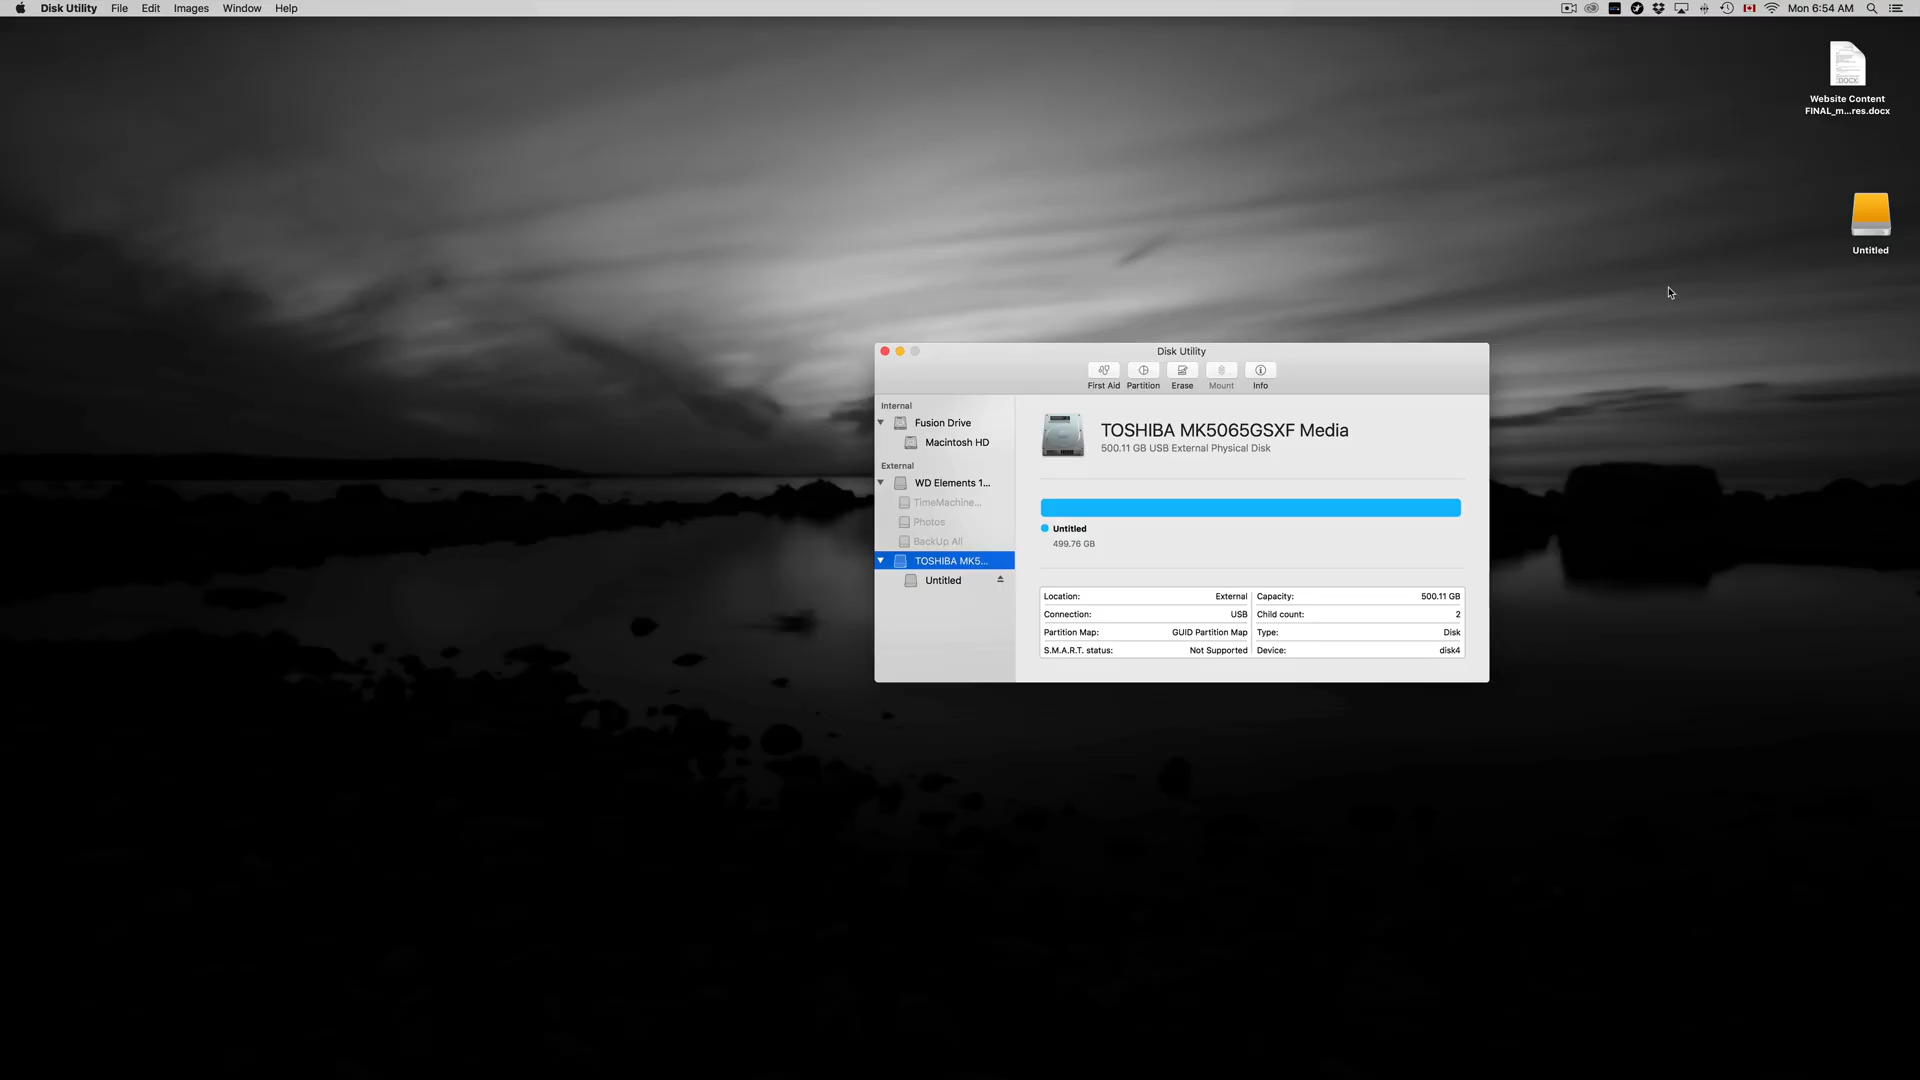 Disk Utility File Edit Images Window Help
Mon 6:54 AM
DOCX
Website Content
FINAL_m...res.docx
Untitled
Disk Utility
First Aid Partition Erase Mount Info
Internal
Fusion Drive
Macintosh HD
External
WD Elements 1...
TimeMachine...
Photos
BackUp All
TOSHIBA MK5...
Untitled
TOSHIBA MK5065GSXF Media
500.11 GB USB External Physical Disk
Untitled
499.76 GB
Location: External Capacity: 500.11 GB
Connection: USB Child count: 2
Partition Map: GUID Partition Map Type: Disk
S.M.A.R.T. status: Not Supported Device: disk4